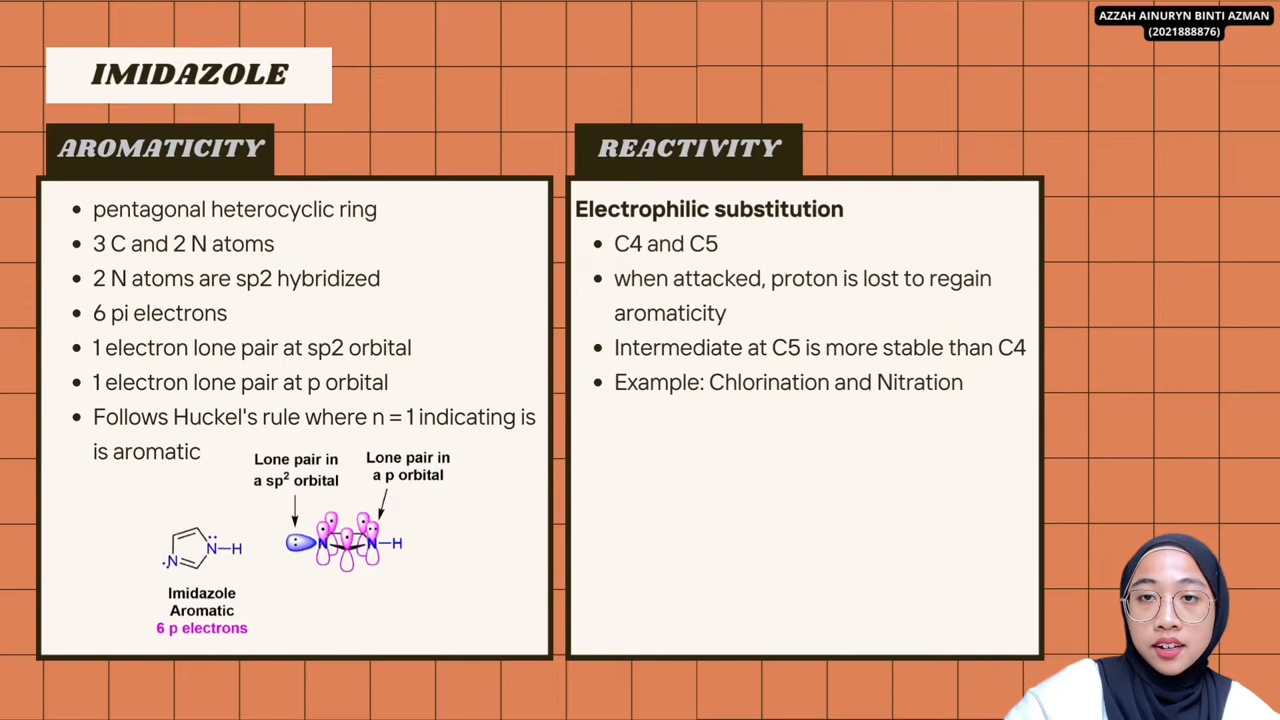 AZZAH AINURYN BINTI AZMAN
(2021888876)
IMIDAZOLE
AROMATICITY
• pentagonal heterocyclic ring
• 3 C and 2 N atoms
• 2 N atoms are sp2 hybridized
• 6 pi electrons
• 1 electron lone pair at sp2 orbital
• 1 electron lone pair at p orbital
• Follows Huckel's rule where n = 1 indicating is
is aromatic
Lone pair in
a sp² orbital
Lone pair in
a p orbital
N
N–H
N
N–H
Imidazole
Aromatic
6 p electrons
REACTIVITY
Electrophilic substitution
• C4 and C5
• when attacked, proton is lost to regain
aromaticity
• Intermediate at C5 is more stable than C4
• Example: Chlorination and Nitration